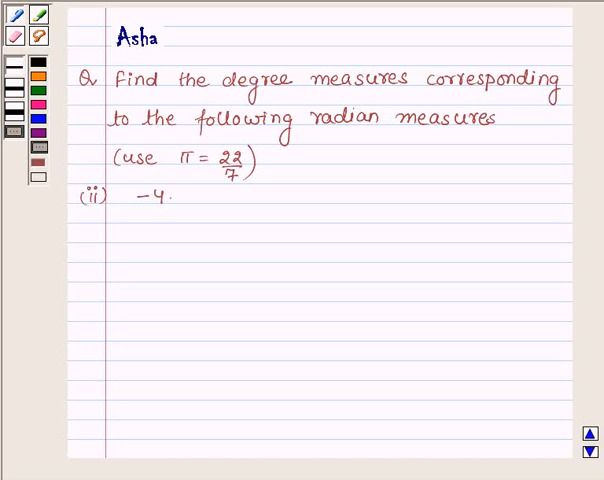 Asha
Q Find the degree measures corresponding
to the following radian measures
(use π = 22/7)
(ii) -4.